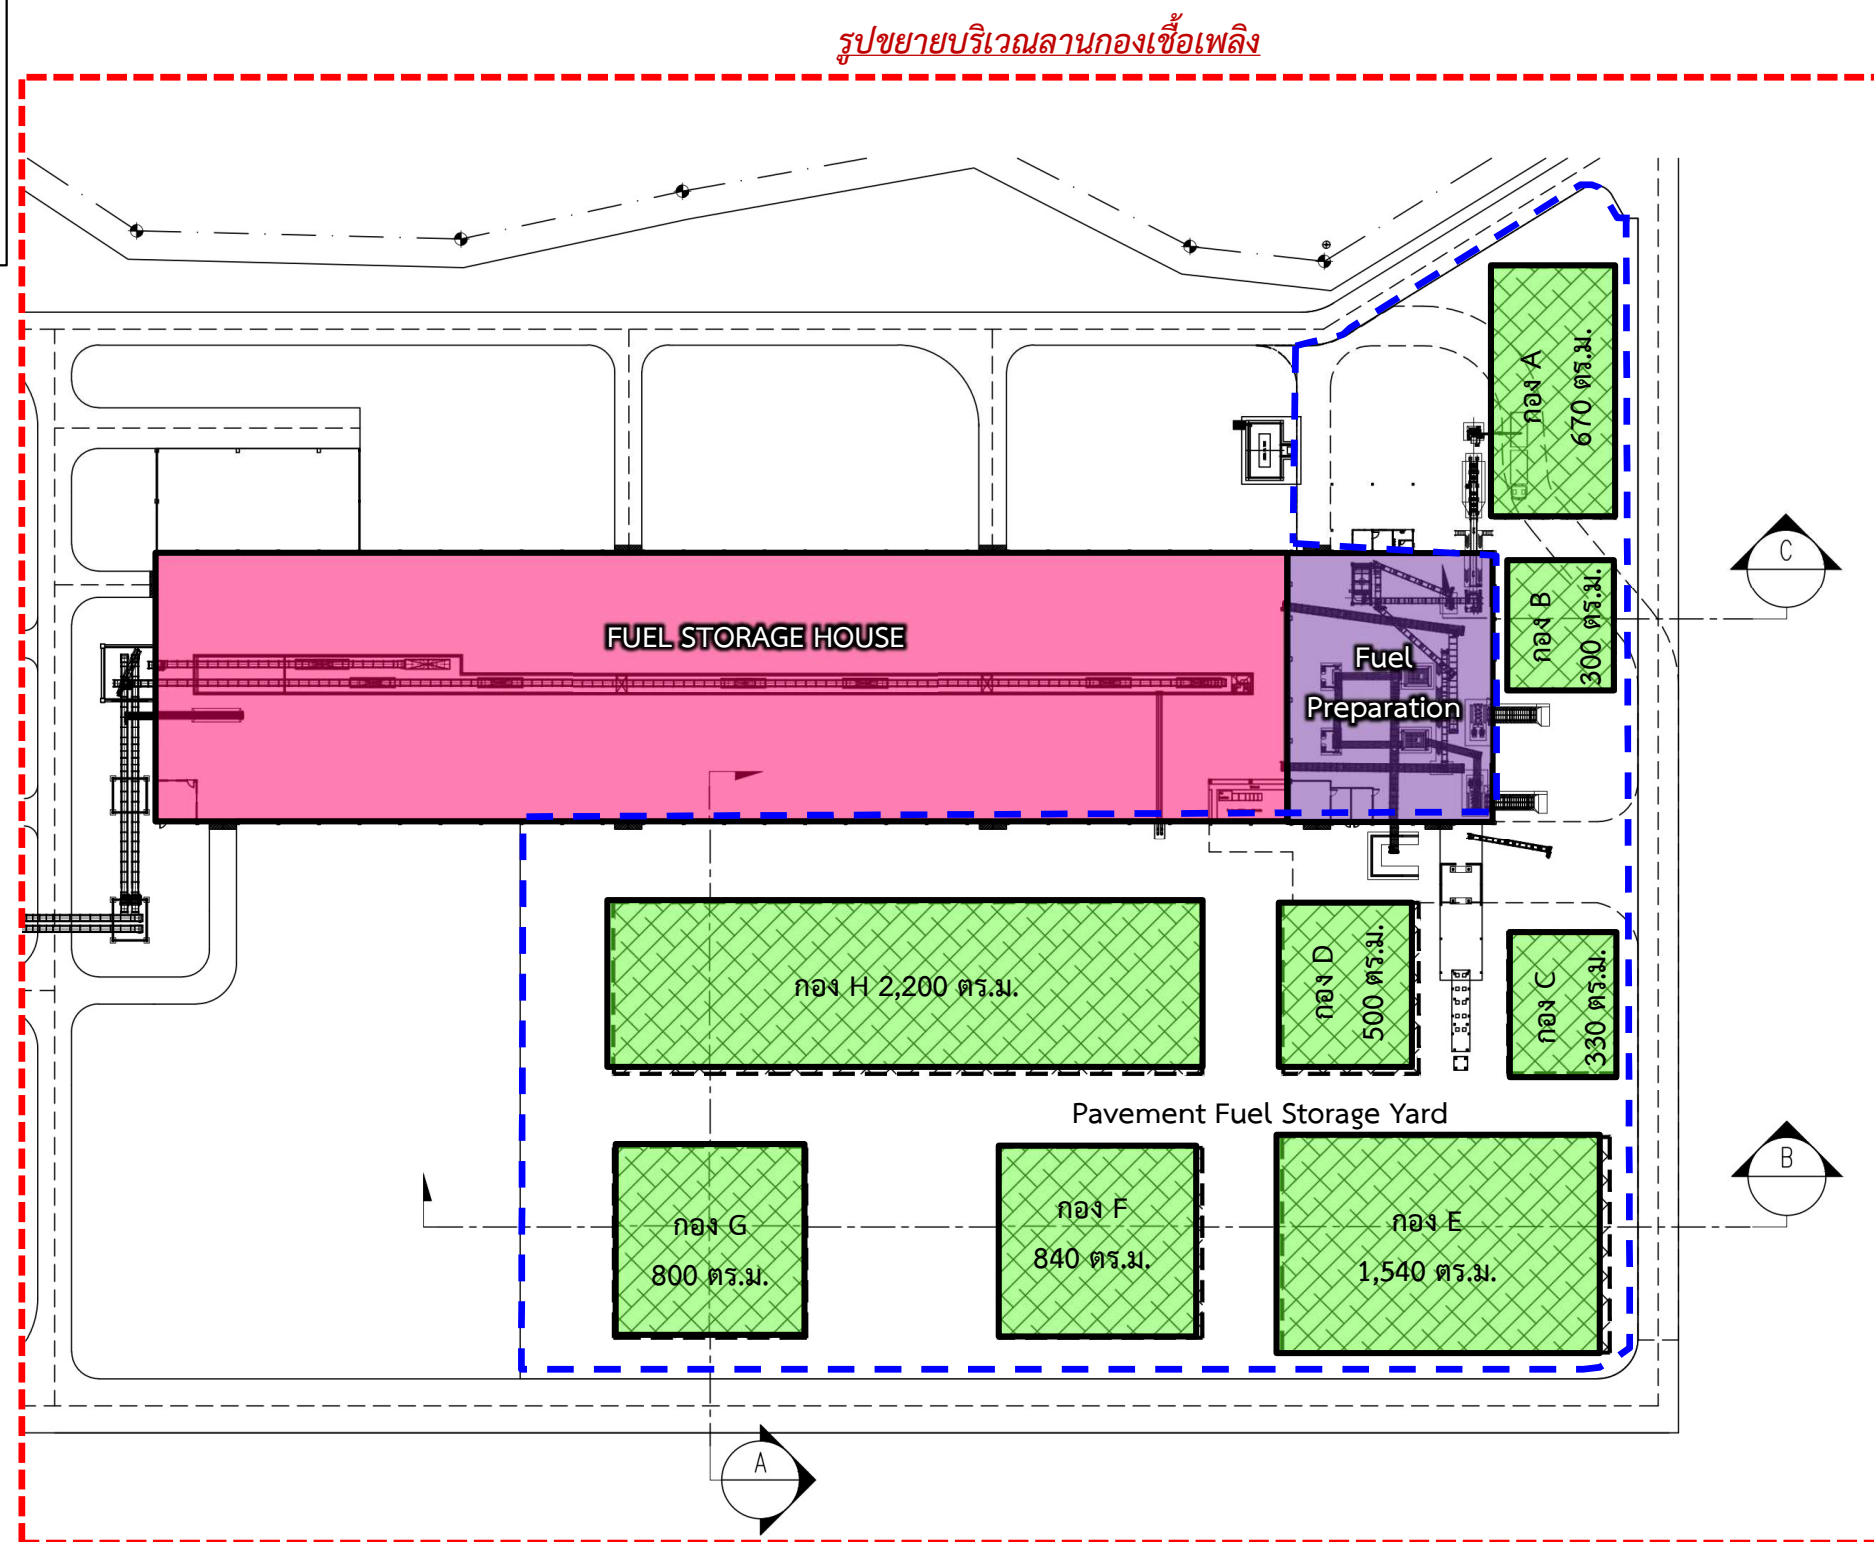 รูปขยายบริเวณลานกองเชื้อเพลิง
กอง A
670 ตร.ม.
C
กอง B
300 ตร.ม.
FUEL STORAGE HOUSE
Fuel
Preparation
กอง H 2,200 ตร.ม.
กอง D
500 ตร.ม.
กอง C
330 ตร.ม.
Pavement Fuel Storage Yard
B
กอง G
800 ตร.ม.
กอง F
840 ตร.ม.
กอง E
1,540 ตร.ม.
A